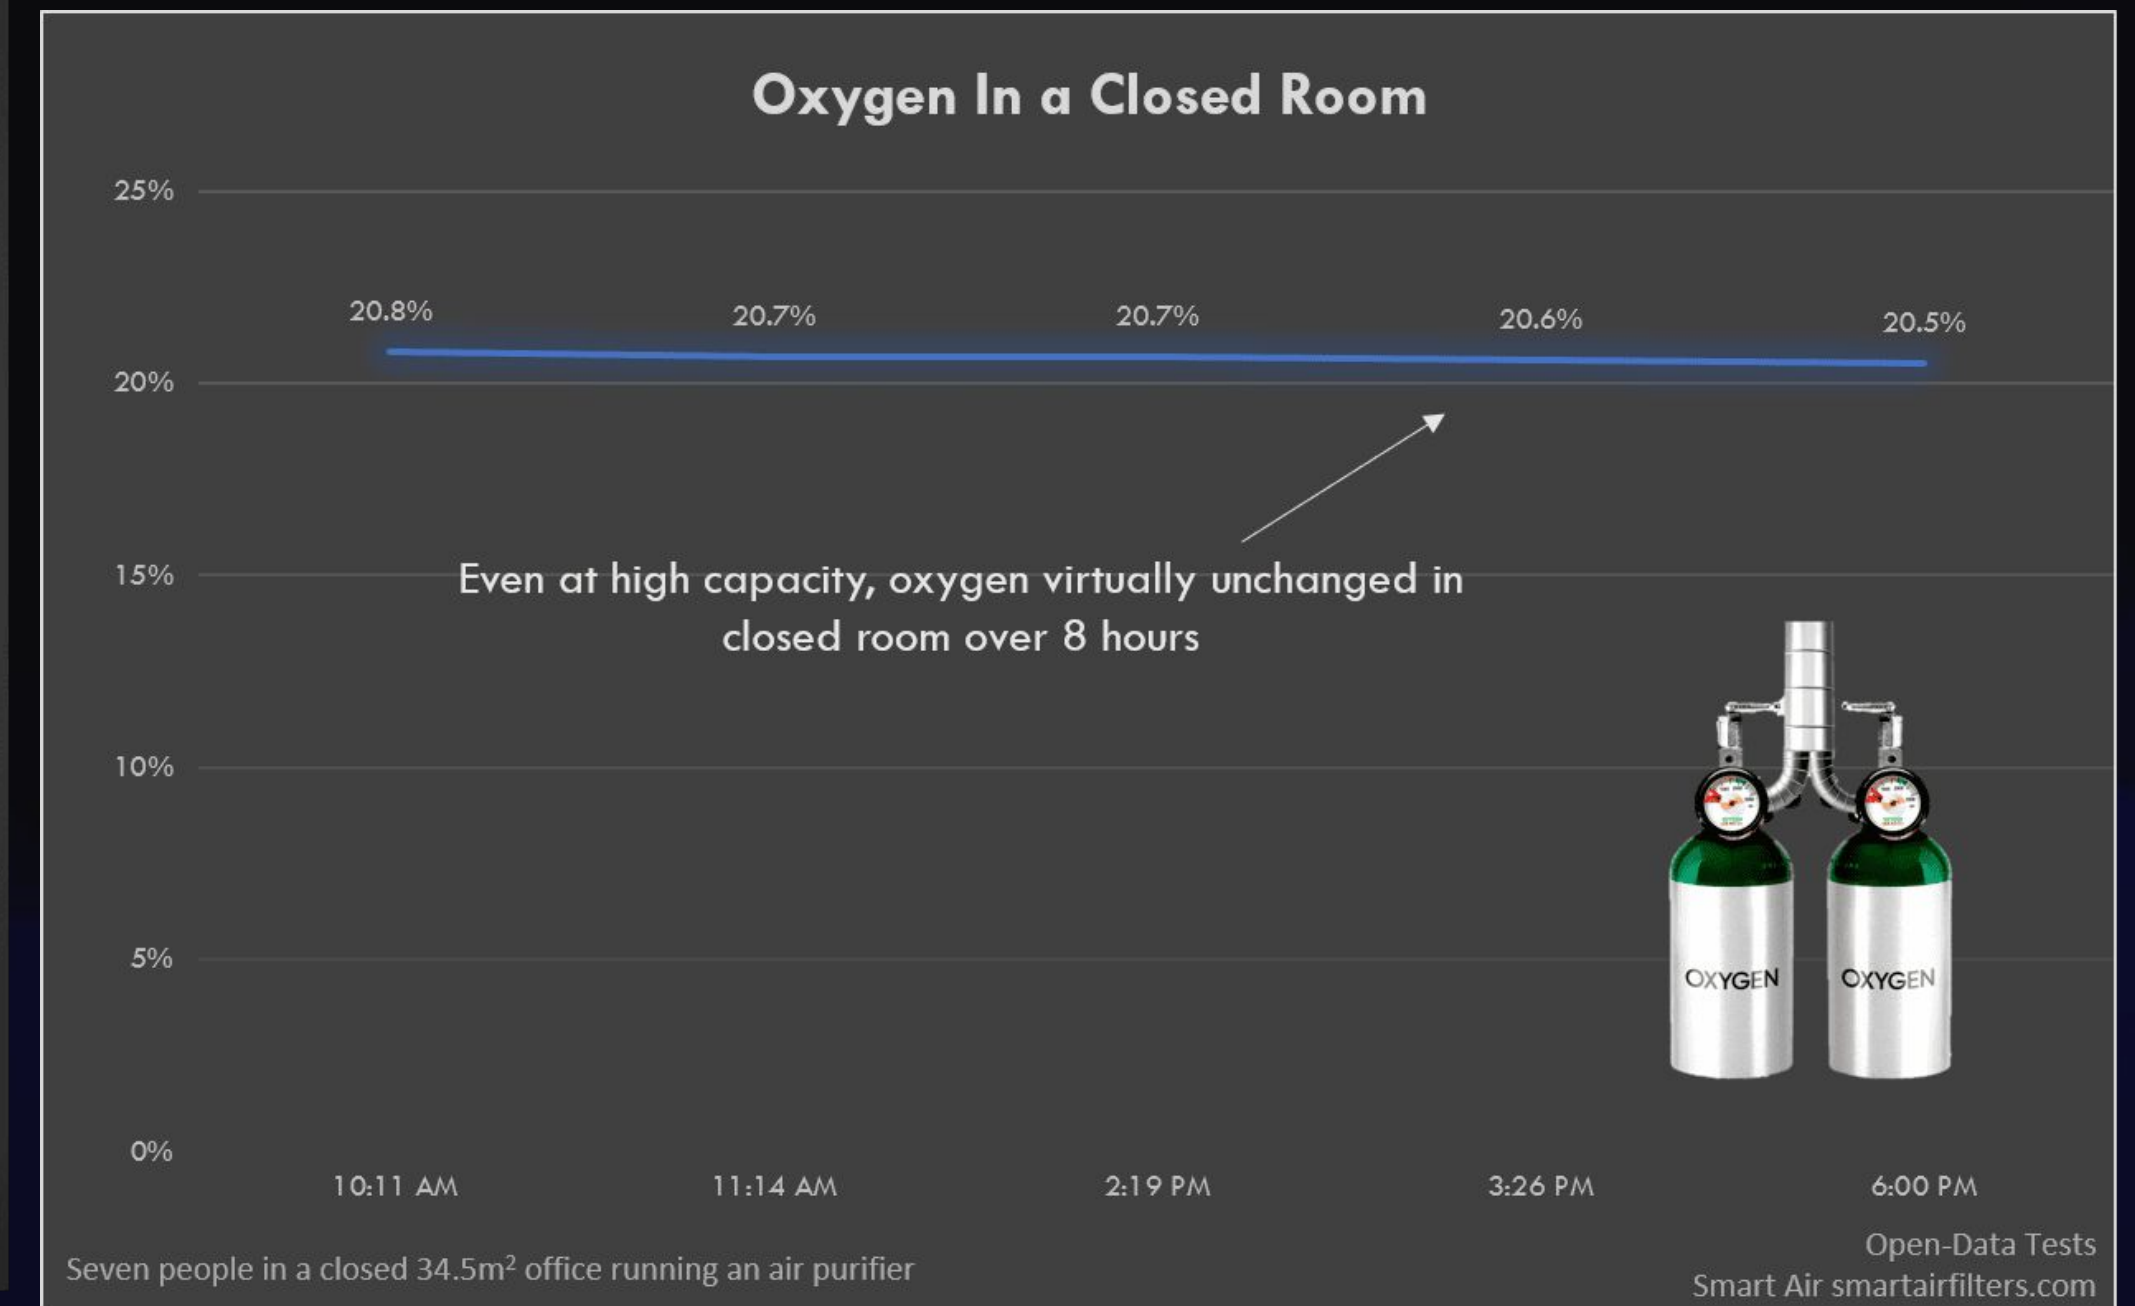 Oxygen In a Closed Room
25%
20.8%
20.7%
20.7%
20.6%
20.5%
20%
15%
Even at high capacity, oxygen virtually unchanged in
closed room over 8 hours
10%
5%
OXYGEN
OXYGEN
0%
10:11 AM
11:14 AM
2:19 PM
3:26 PM
6:00 PM
Seven people in a closed 34.5m² office running an air purifier
Open-Data Tests
Smart Air smartairfilters.com